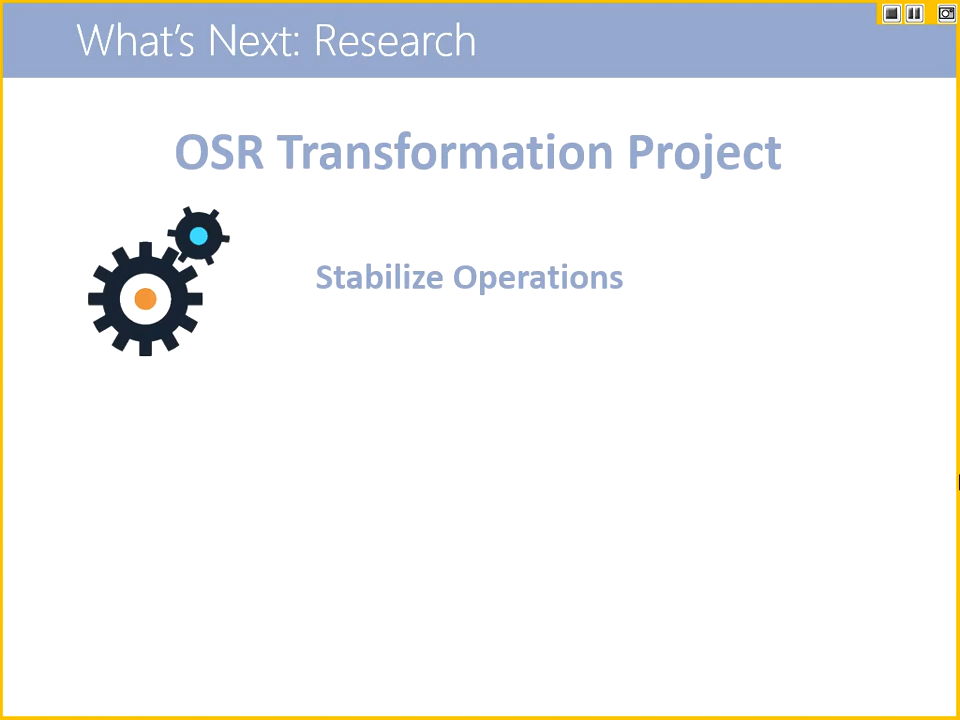 What's Next: Research
OSR Transformation Project
Stabilize Operations